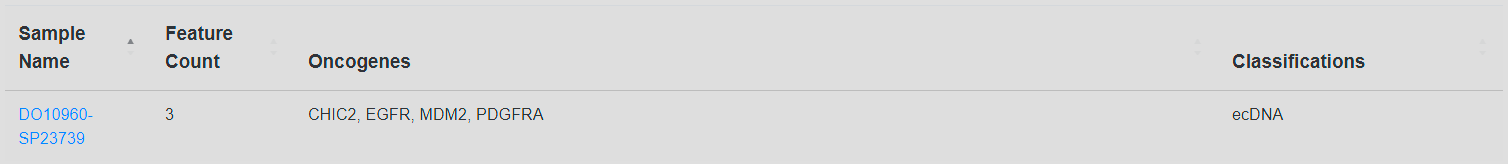 Sample Name
Feature Count
Oncogenes
Classifications
DO10960-SP23739
3
CHIC2, EGFR, MDM2, PDGFRA
ecDNA